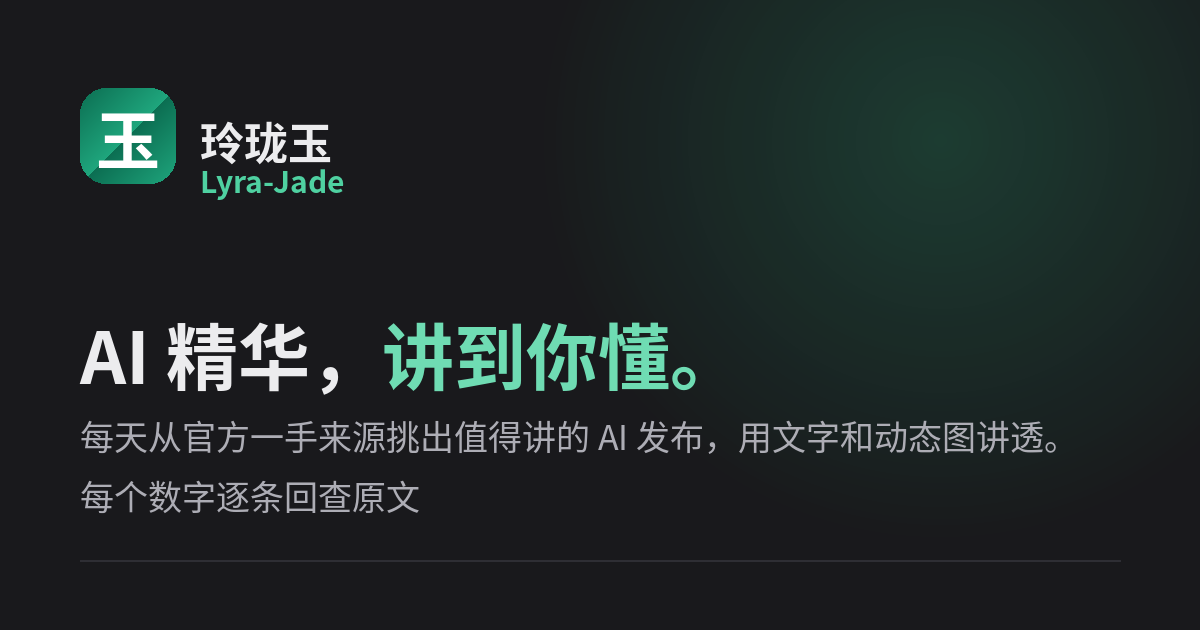 玉
玲珑玉
Lyra-Jade
AI 精华，讲到你懂。
每天从官方一手来源挑出值得讲的 AI 发布，用文字和动态图讲透。
每个数字逐条回查原文